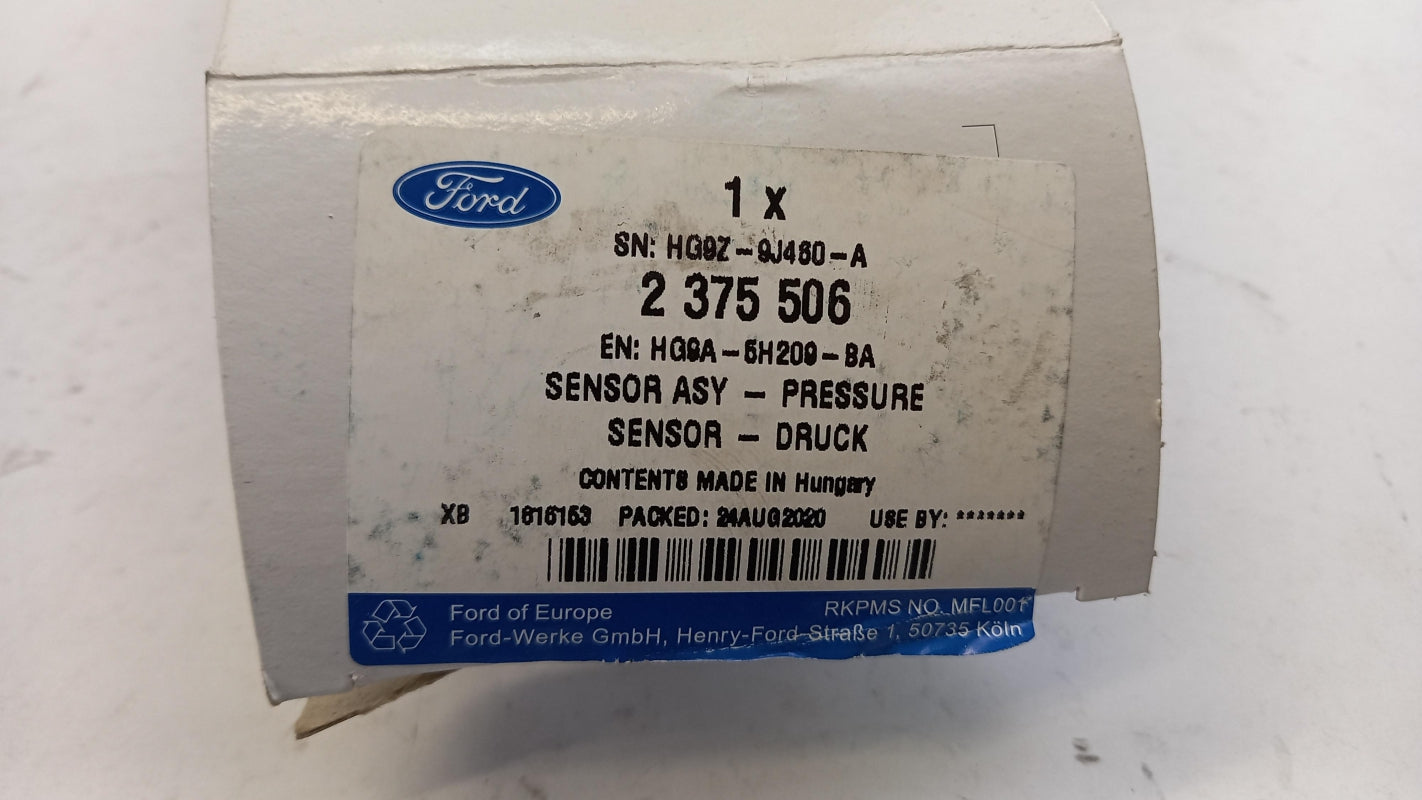 Ford
1 x
SN: HG9Z-9J460-A
2 375 506
EN: HG9A-5H209-BA
SENSOR ASY - PRESSURE
SENSOR - DRUCK
CONTENTS MADE IN Hungary
XB 1616153 PACKED: 24AUG2020 USE BY: *******
Ford of Europe RKPMS NO. MFL001
Ford-Werke GmbH, Henry-Ford-Straße 1, 50735 Köln